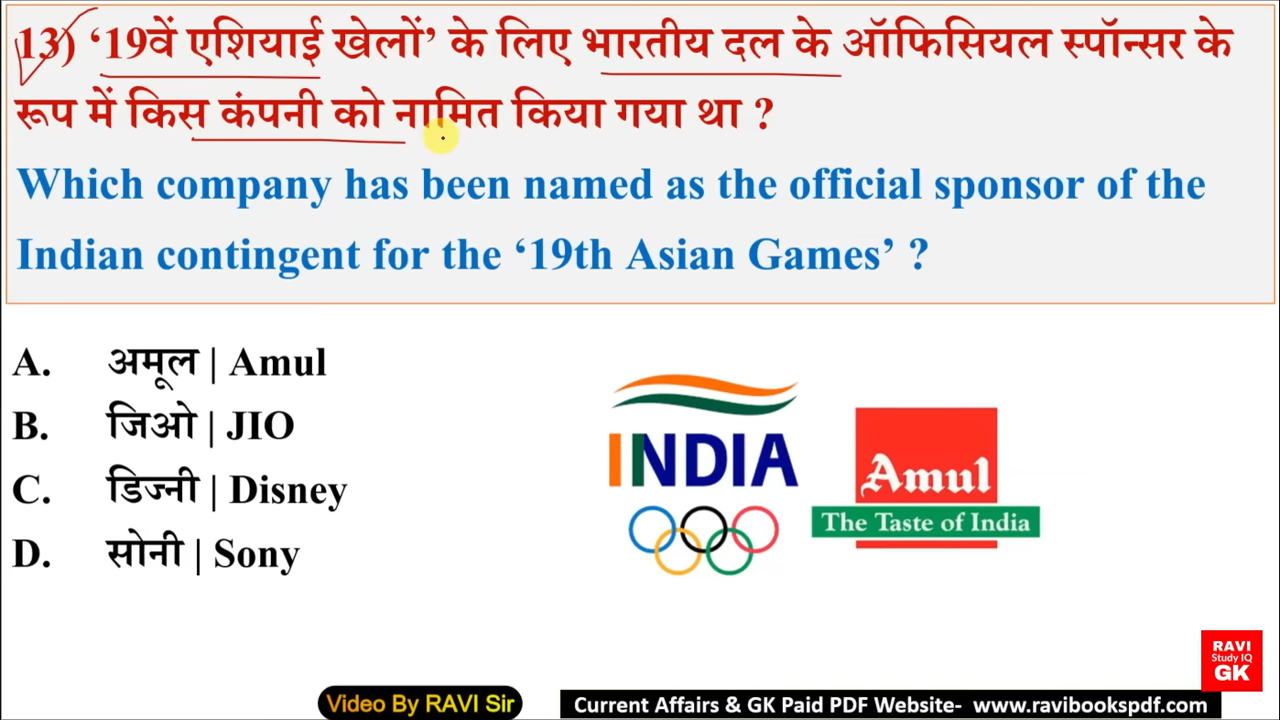 13) ‘19वें एशियाई खेलों’ के लिए भारतीय दल के ऑफिसियल स्पॉन्सर के
रूप में किस कंपनी को नामित किया गया था ?
Which company has been named as the official sponsor of the
Indian contingent for the ‘19th Asian Games’ ?
A. अमूल | Amul
B. जिओ | JIO
C. डिज्नी | Disney
D. सोनी | Sony
INDIA
Amul
The Taste of India
RAVI
Study IQ
GK
Video By RAVI Sir
Current Affairs & GK Paid PDF Website- www.ravibookspdf.com